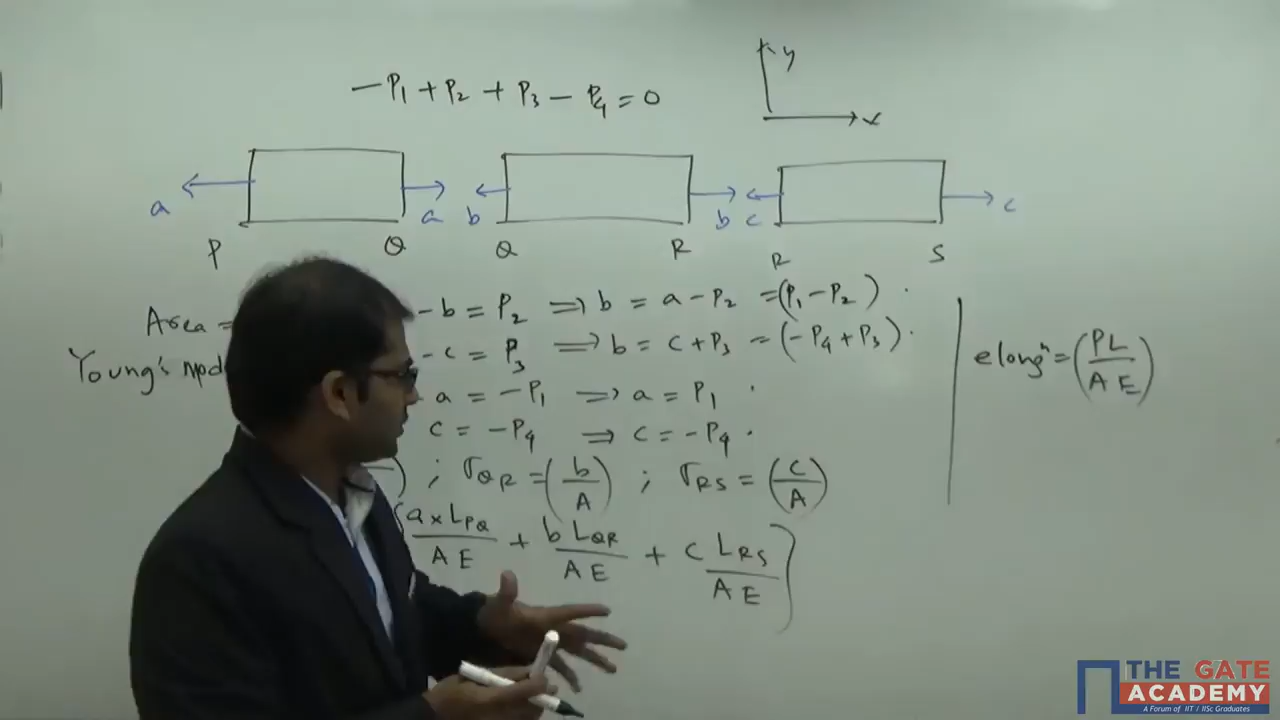 −P₁ + P₂ + P₃ − P₄ = 0
y
x
a a b b c c
P Q Q R R S
Area =
Young's mod
− b = P₂ ⟹ b = a − P₂ = (P₁ − P₂).
− c = P₃ ⟹ b = c + P₃ = (−P₄ + P₃).
a = −P₁ ⟹ a = P₁ .
c = −P₄ ⟹ c = −P₄ .
) ; σQR = (b/A) ; σRS = (c/A)
a × LPQ/AE + b LQR/AE + c LRS/AE
elongⁿ = (PL/AE)
THE GATE
ACADEMY
A Forum of IIT / IISc Graduates